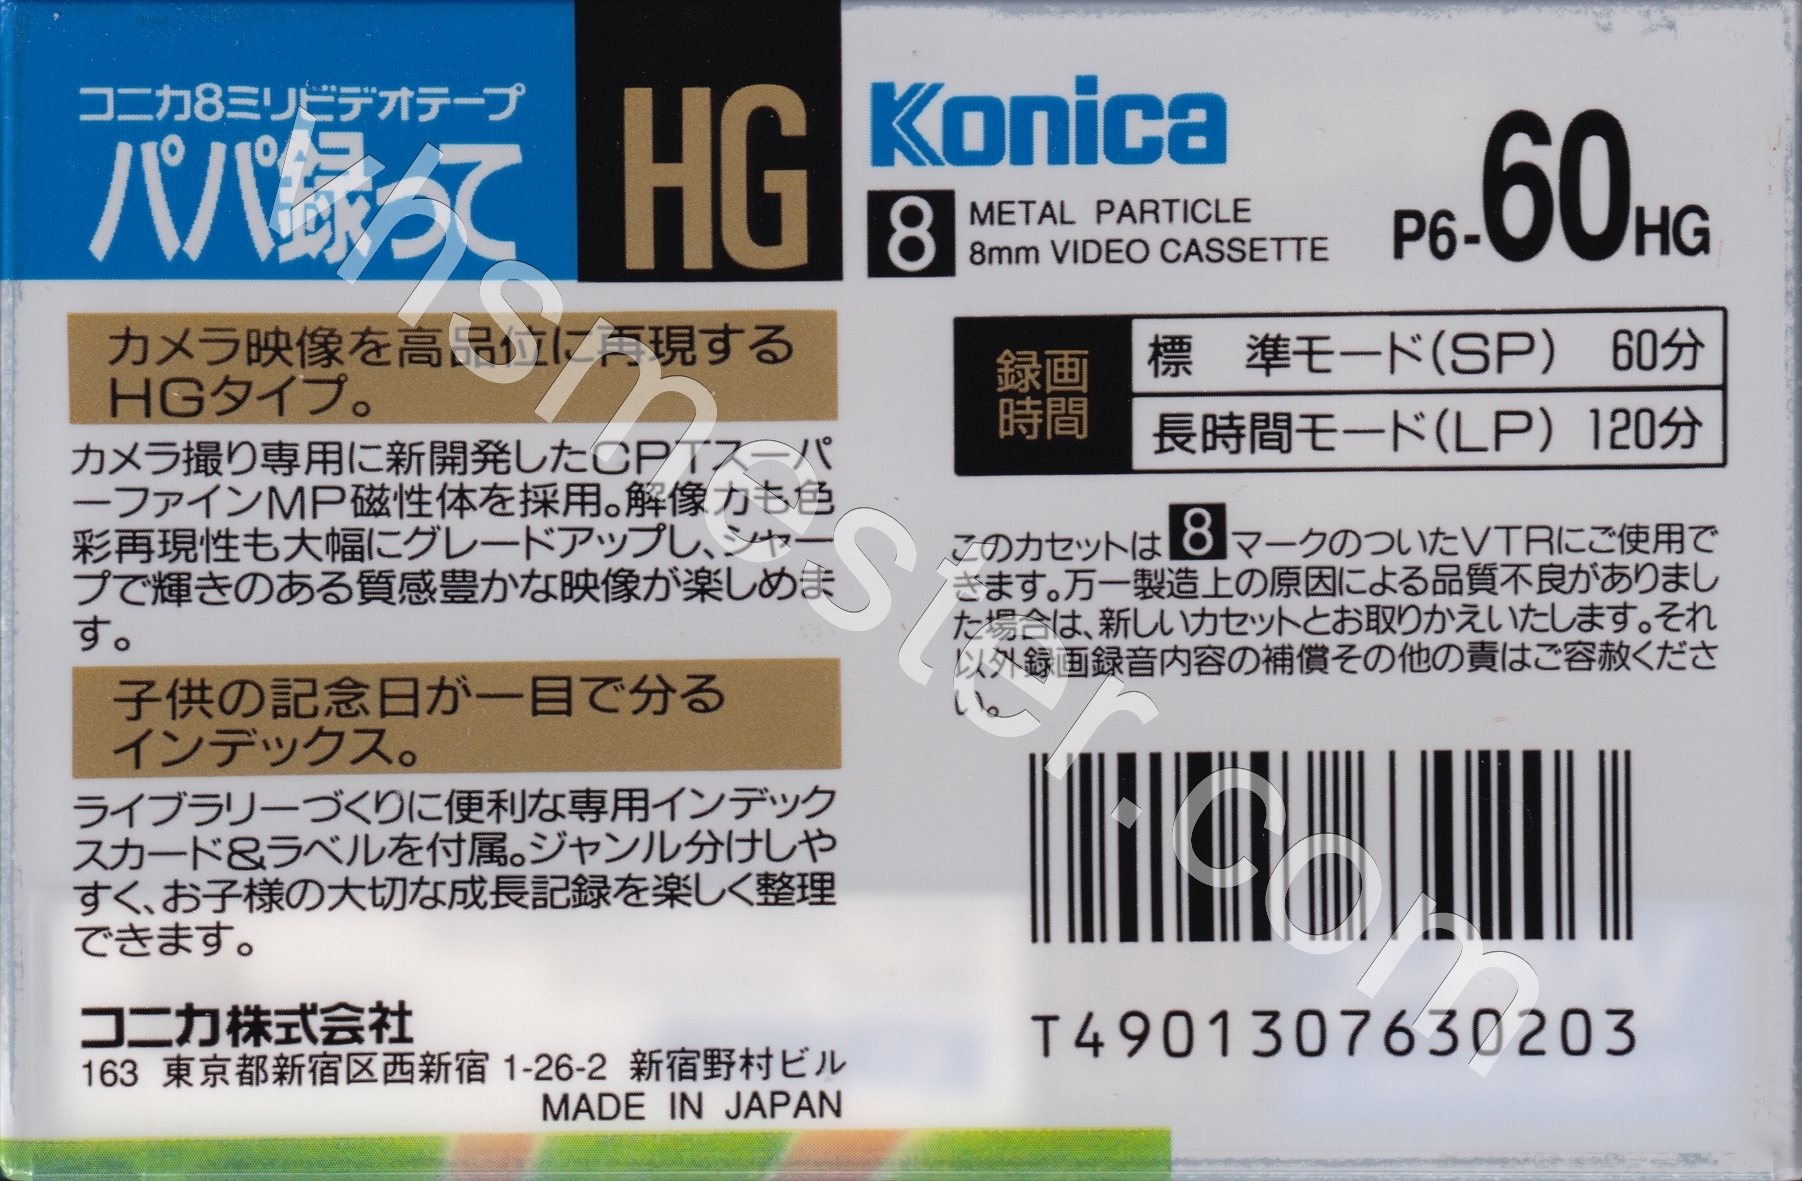 コニカ8ミリビデオテープ
パパ録って
HG
カメラ映像を高品位に再現する
HGタイプ。
カメラ撮り専用に新開発したCPTスーパ
ーファインMP磁性体を採用。解像力も色
彩再現性も大幅にグレードアップし、シャー
プで輝きのある質感豊かな映像が楽しめま
す。
子供の記念日が一目で分る
インデックス。
ライブラリーづくりに便利な専用インデック
スカード&ラベルを付属。ジャンル分けしや
すく、お子様の大切な成長記録を楽しく整理
できます。
コニカ株式会社
163 東京都新宿区西新宿 1-26-2 新宿野村ビル
MADE IN JAPAN
Konica
8 METAL PARTICLE
8mm VIDEO CASSETTE
P6-60HG
録画
時間
標 準モード(SP) 60分
長時間モード(LP) 120分
このカセットは 8 マークのついたVTRにご使用で
きます。万一製造上の原因による品質不良がありまし
た場合は、新しいカセットとお取りかえいたします。それ
以外録画録音内容の補償その他の責はご容赦くださ
い。
T4901307630203
vhsmester.com